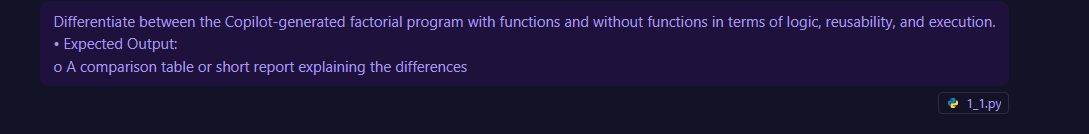 Differentiate between the Copilot-generated factorial program with functions and without functions in terms of logic, reusability, and execution.
• Expected Output:
o A comparison table or short report explaining the differences
1_1.py